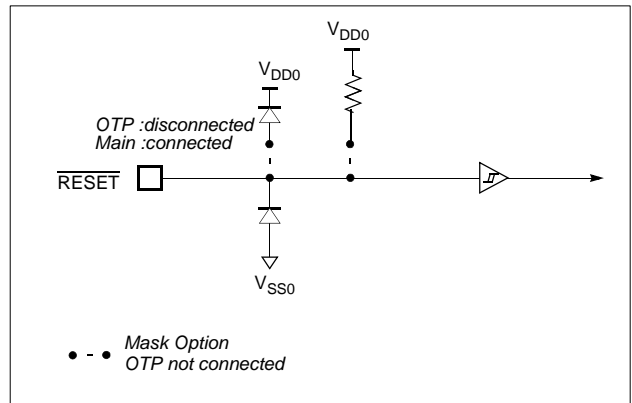 VDD0
VDD0
OTP :disconnected
Main :connected
RESET
VSS0
Mask Option
OTP not connected